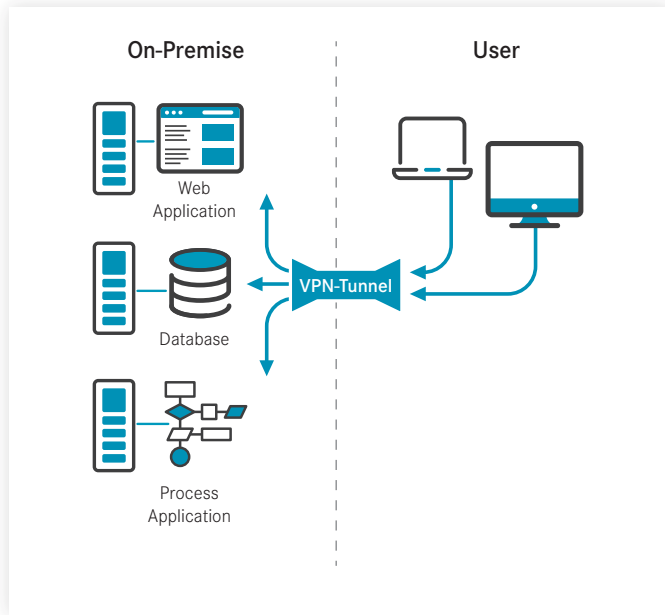 On-Premise
User
Web
Application
VPN-Tunnel
Database
Process
Application